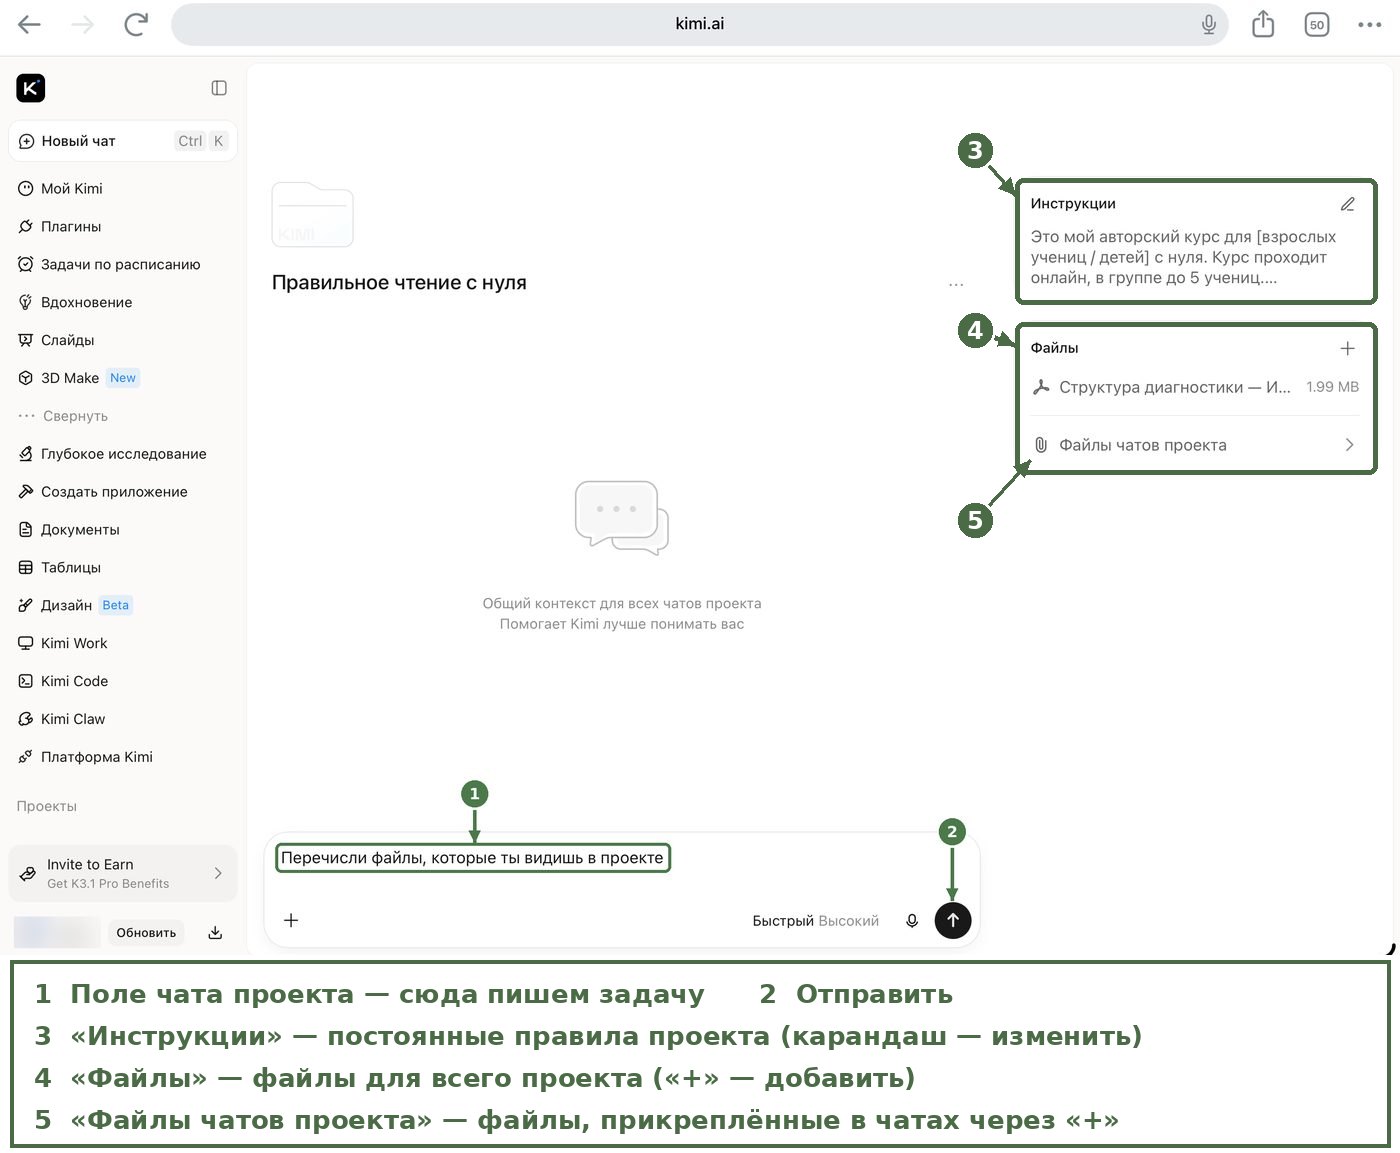 kimi.ai
50
K
Новый чат Ctrl K
Мой Kimi
Плагины
Задачи по расписанию
Вдохновение
Слайды
3D Make New
··· Свернуть
Глубокое исследование
Создать приложение
Документы
Таблицы
Дизайн Beta
Kimi Work
Kimi Code
Kimi Claw
Платформа Kimi
Проекты
Invite to Earn
Get K3.1 Pro Benefits
Обновить
KIMI
Правильное чтение с нуля
...
Общий контекст для всех чатов проекта
Помогает Kimi лучше понимать вас
1
2
Перечисли файлы, которые ты видишь в проекте
Быстрый Высокий
3
Инструкции
Это мой авторский курс для [взрослых
учениц / детей] с нуля. Курс проходит
онлайн, в группе до 5 учениц....
4
Файлы
Структура диагностики — И... 1.99 MB
Файлы чатов проекта
5
1 Поле чата проекта — сюда пишем задачу 2 Отправить
3 «Инструкции» — постоянные правила проекта (карандаш — изменить)
4 «Файлы» — файлы для всего проекта («+» — добавить)
5 «Файлы чатов проекта» — файлы, прикреплённые в чатах через «+»